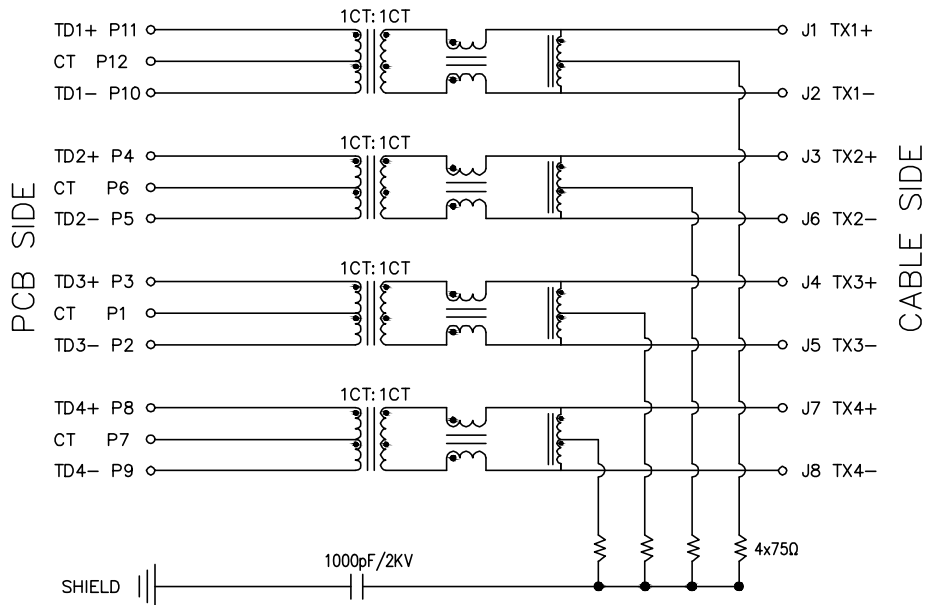 1CT:1CT
TD1+ P11 J1 TX1+
CT P12
TD1- P10 J2 TX1-
1CT:1CT
TD2+ P4 J3 TX2+
CT P6
TD2- P5 J6 TX2-
PCB SIDE
CABLE SIDE
1CT:1CT
TD3+ P3 J4 TX3+
CT P1
TD3- P2 J5 TX3-
1CT:1CT
TD4+ P8 J7 TX4+
CT P7
TD4- P9 J8 TX4-
4x75Ω
1000pF/2KV
SHIELD